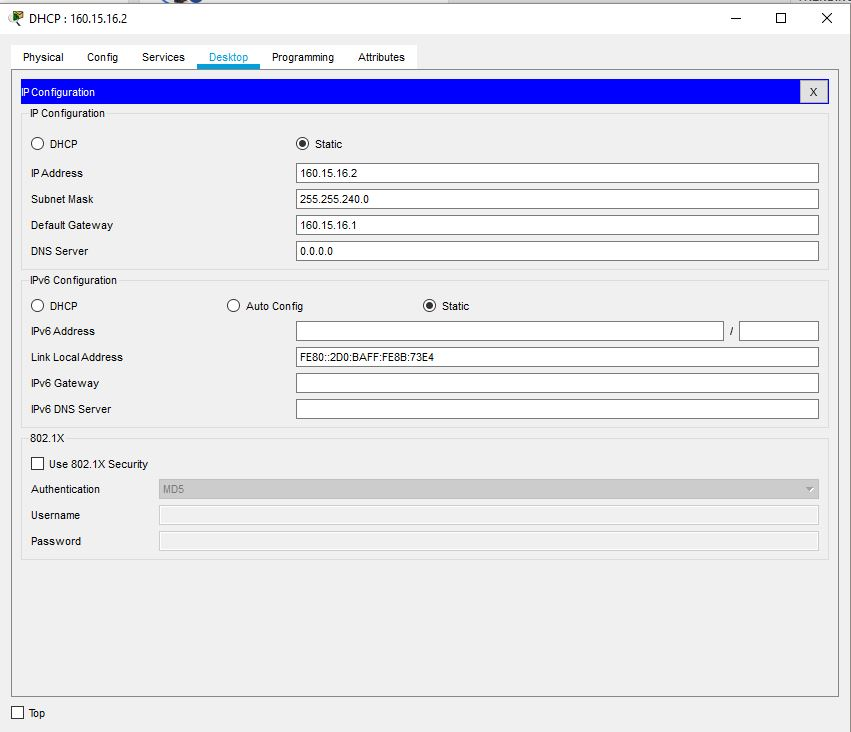 DHCP : 160.15.16.2
Physical Config Services Desktop Programming Attributes
IP Configuration X
IP Configuration
DHCP Static
IP Address 160.15.16.2
Subnet Mask 255.255.240.0
Default Gateway 160.15.16.1
DNS Server 0.0.0.0
IPv6 Configuration
DHCP Auto Config Static
IPv6 Address /
Link Local Address FE80::2D0:BAFF:FE8B:73E4
IPv6 Gateway
IPv6 DNS Server
802.1X
Use 802.1X Security
Authentication MD5
Username
Password
Top